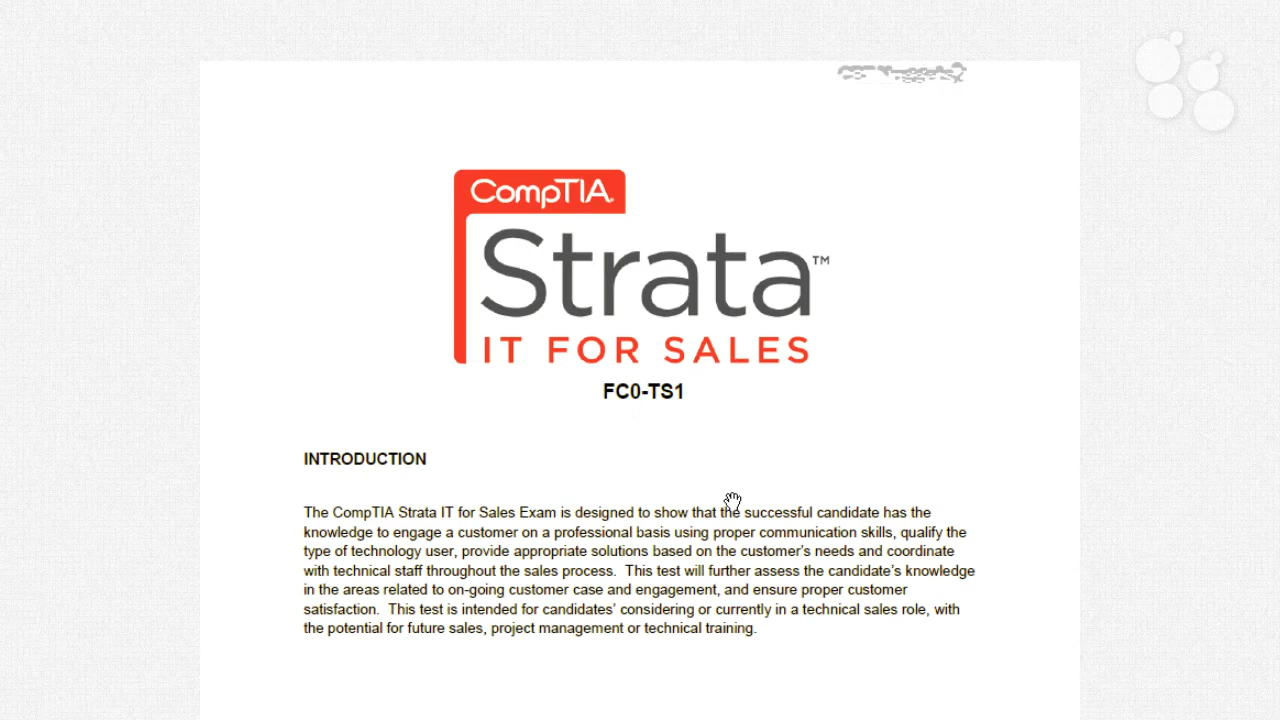 CompTIA.
Strata™
IT FOR SALES
FC0-TS1
INTRODUCTION
The CompTIA Strata IT for Sales Exam is designed to show that the successful candidate has the
knowledge to engage a customer on a professional basis using proper communication skills, qualify the
type of technology user, provide appropriate solutions based on the customer's needs and coordinate
with technical staff throughout the sales process.  This test will further assess the candidate's knowledge
in the areas related to on-going customer case and engagement, and ensure proper customer
satisfaction.  This test is intended for candidates' considering or currently in a technical sales role, with
the potential for future sales, project management or technical training.